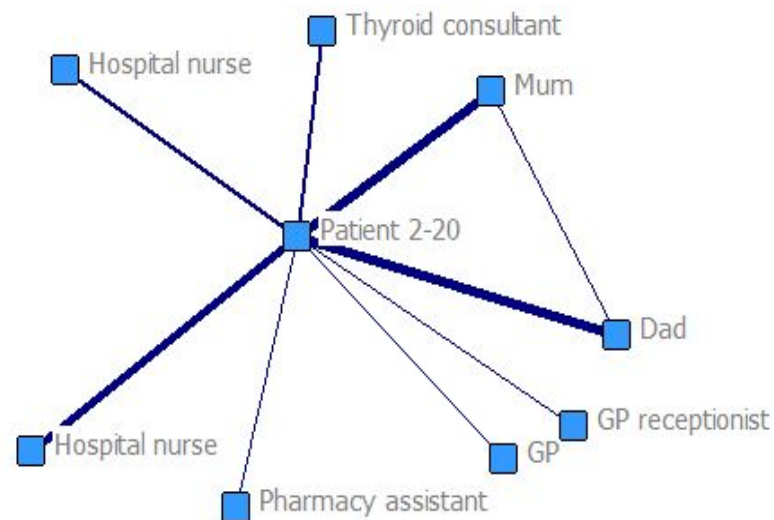 Thyroid consultant
Hospital nurse
Mum
Patient 2-20
Dad
GP receptionist
Hospital nurse
GP
Pharmacy assistant